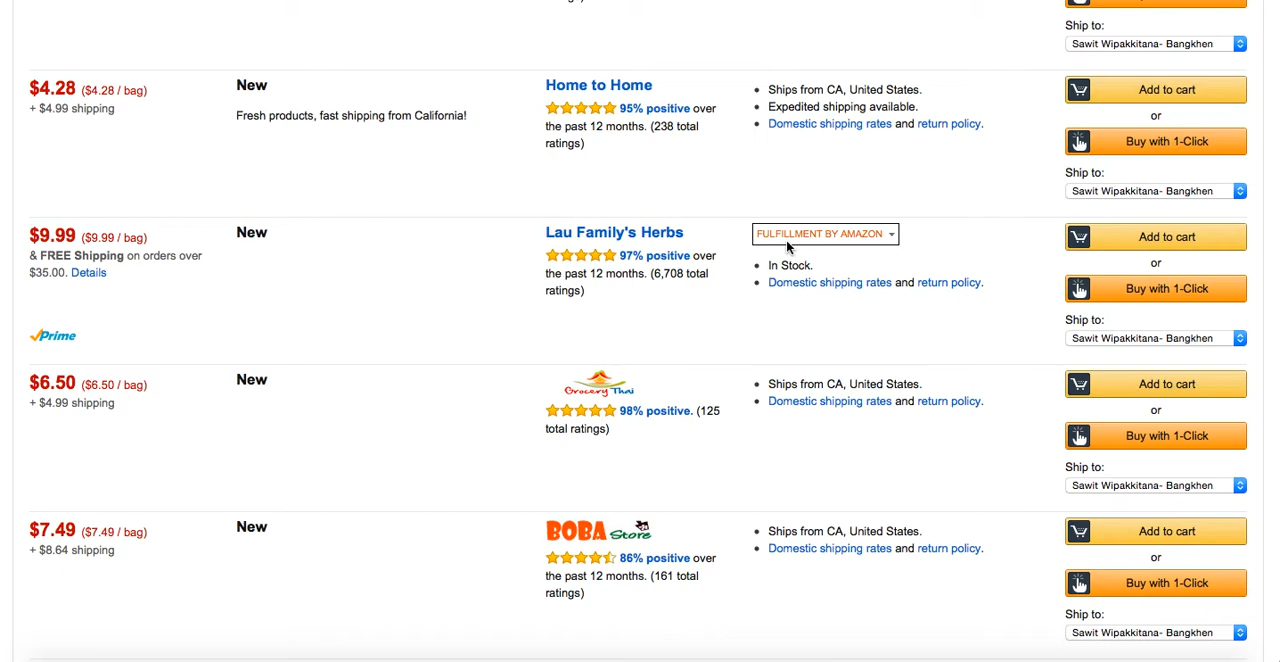 Ship to:
Sawit Wipakkitana- Bangkhen
$4.28 ($4.28 / bag)
+ $4.99 shipping
New
Fresh products, fast shipping from California!
Home to Home
95% positive over
the past 12 months. (238 total
ratings)
Ships from CA, United States.
Expedited shipping available.
Domestic shipping rates and return policy.
Add to cart
or
Buy with 1-Click
Ship to:
Sawit Wipakkitana- Bangkhen
$9.99 ($9.99 / bag)
& FREE Shipping on orders over
$35.00. Details
Prime
New
Lau Family's Herbs
97% positive over
the past 12 months. (6,708 total
ratings)
FULFILLMENT BY AMAZON
In Stock.
Domestic shipping rates and return policy.
Add to cart
or
Buy with 1-Click
Ship to:
Sawit Wipakkitana- Bangkhen
$6.50 ($6.50 / bag)
+ $4.99 shipping
New
Grocery Thai
98% positive. (125
total ratings)
Ships from CA, United States.
Domestic shipping rates and return policy.
Add to cart
or
Buy with 1-Click
Ship to:
Sawit Wipakkitana- Bangkhen
$7.49 ($7.49 / bag)
+ $8.64 shipping
New
BOBA Store
86% positive over
the past 12 months. (161 total
ratings)
Ships from CA, United States.
Domestic shipping rates and return policy.
Add to cart
or
Buy with 1-Click
Ship to:
Sawit Wipakkitana- Bangkhen